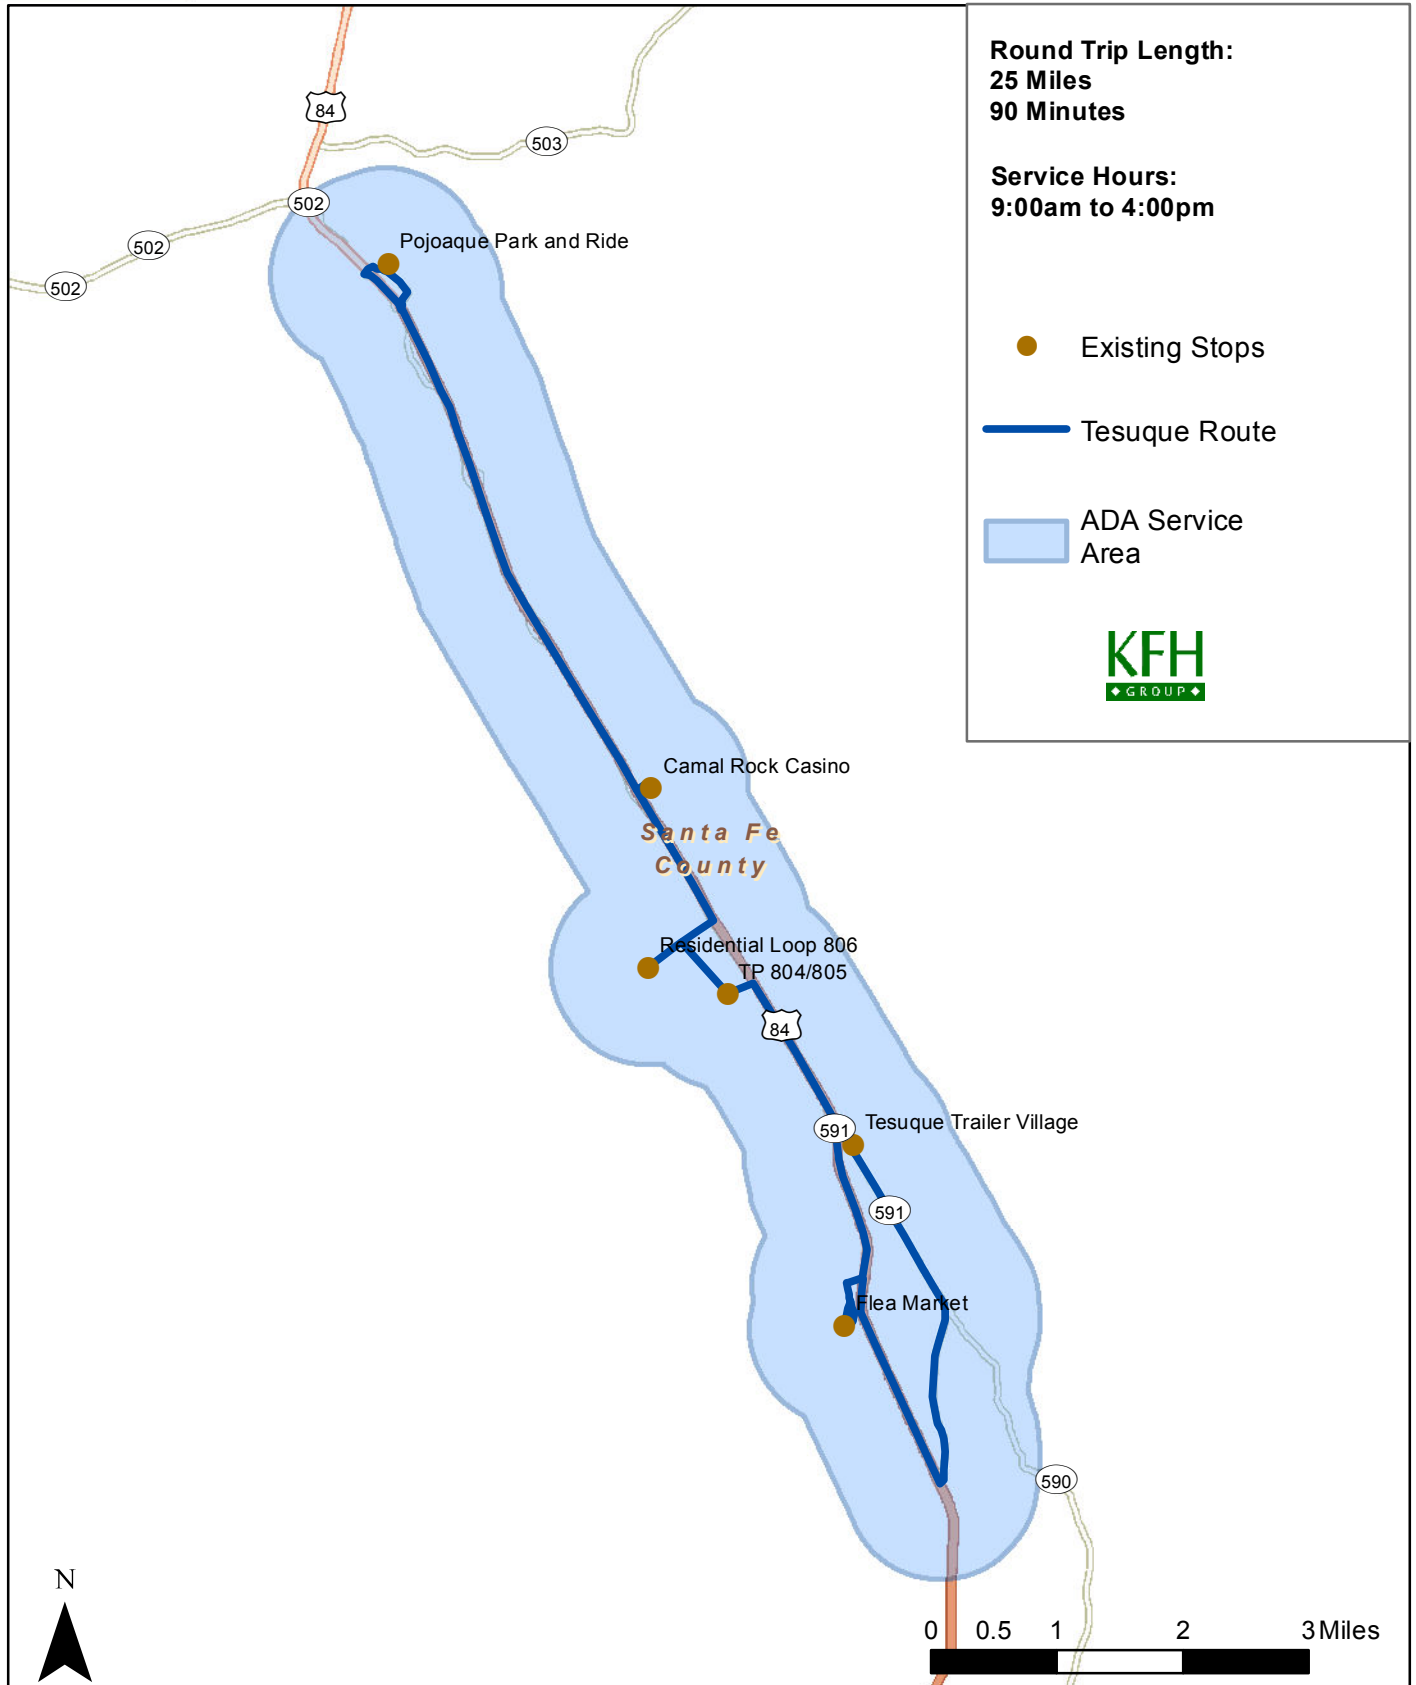 Round Trip Length:
25 Miles
90 Minutes
Service Hours:
9:00am to 4:00pm
Existing Stops
Tesuque Route
ADA Service
Area
KFH
GROUP
84
503
502
502
502
Pojoaque Park and Ride
Camal Rock Casino
Santa Fe
County
Residential Loop 806
TP 804/805
84
591
Tesuque Trailer Village
591
Flea Market
590
N
0 0.5 1 2 3 Miles